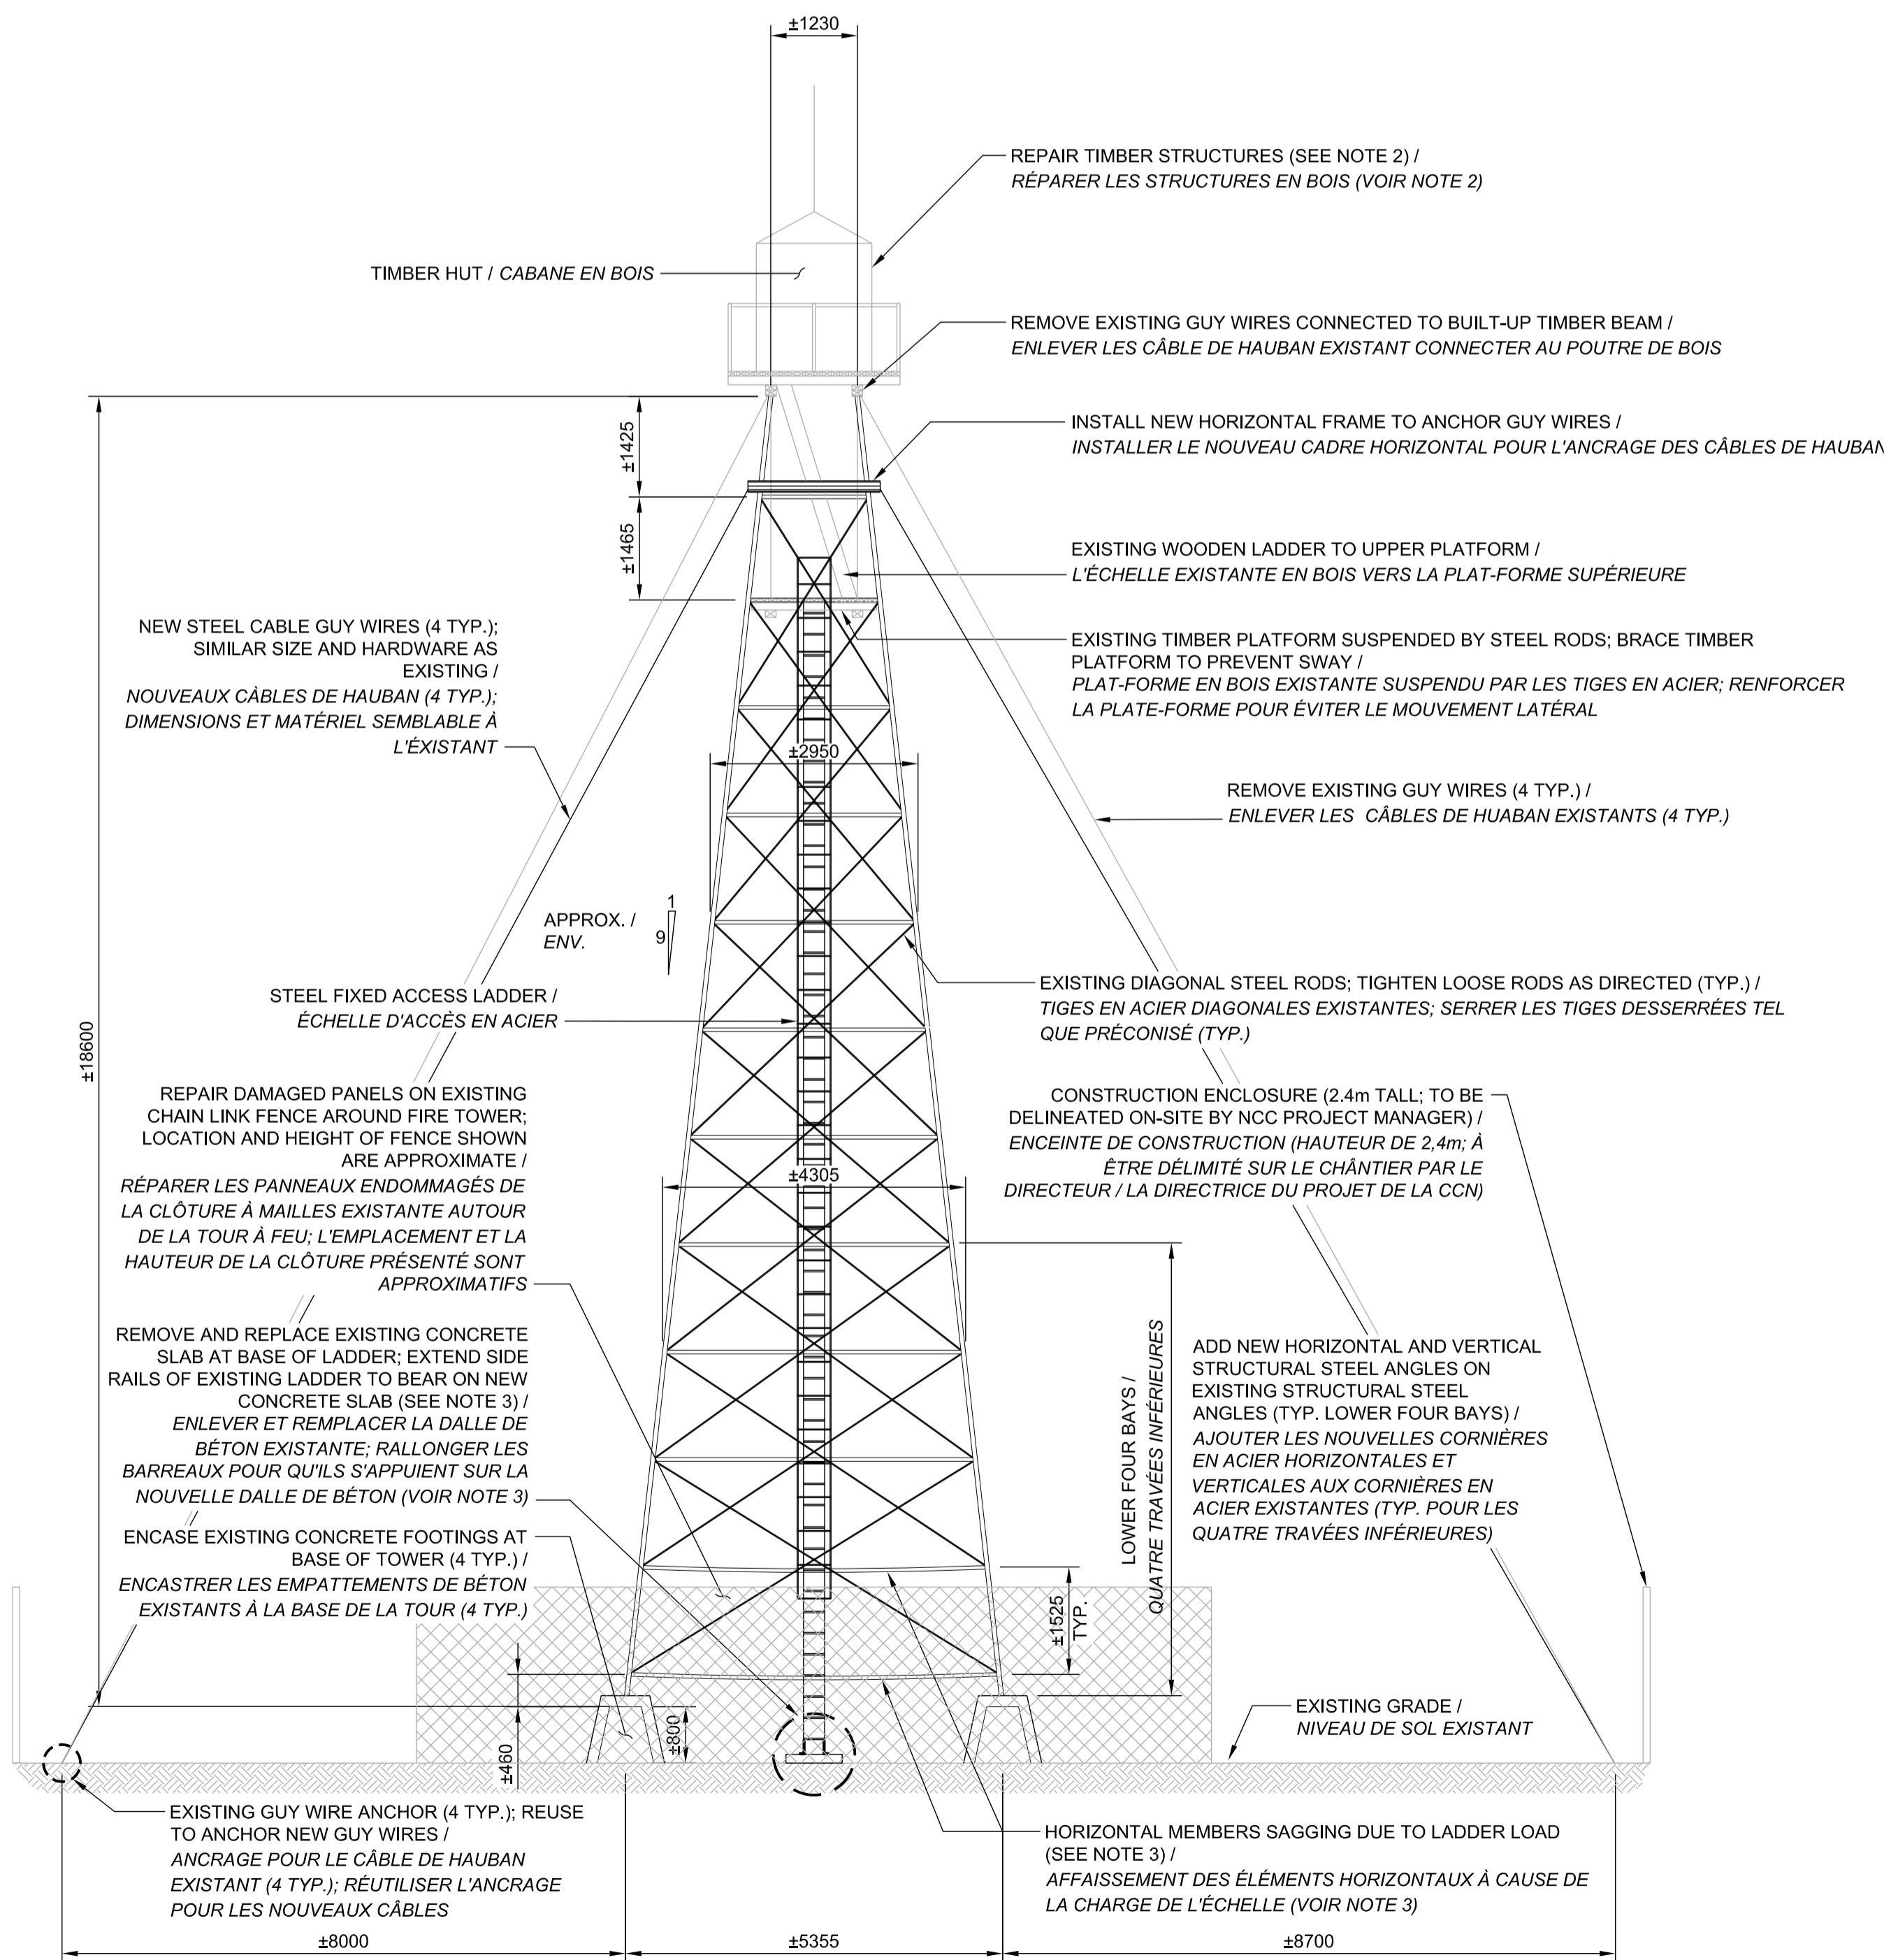 ±1230
REPAIR TIMBER STRUCTURES (SEE NOTE 2) /
RÉPARER LES STRUCTURES EN BOIS (VOIR NOTE 2)
TIMBER HUT / CABANE EN BOIS
REMOVE EXISTING GUY WIRES CONNECTED TO BUILT-UP TIMBER BEAM /
ENLEVER LES CÂBLE DE HAUBAN EXISTANT CONNECTER AU POUTRE DE BOIS
±1425
INSTALL NEW HORIZONTAL FRAME TO ANCHOR GUY WIRES /
INSTALLER LE NOUVEAU CADRE HORIZONTAL POUR L'ANCRAGE DES CÂBLES DE HAUBAN
±1465
EXISTING WOODEN LADDER TO UPPER PLATFORM /
L'ÉCHELLE EXISTANTE EN BOIS VERS LA PLAT-FORME SUPÉRIEURE
NEW STEEL CABLE GUY WIRES (4 TYP.);
SIMILAR SIZE AND HARDWARE AS
EXISTING /
NOUVEAUX CÀBLES DE HAUBAN (4 TYP.);
DIMENSIONS ET MATÉRIEL SEMBLABLE À
L'ÉXISTANT
EXISTING TIMBER PLATFORM SUSPENDED BY STEEL RODS; BRACE TIMBER
PLATFORM TO PREVENT SWAY /
PLAT-FORME EN BOIS EXISTANTE SUSPENDU PAR LES TIGES EN ACIER; RENFORCER
LA PLATE-FORME POUR ÉVITER LE MOUVEMENT LATÉRAL
±2950
REMOVE EXISTING GUY WIRES (4 TYP.) /
ENLEVER LES CÂBLES DE HUABAN EXISTANTS (4 TYP.)
APPROX. /
ENV.
1
9
STEEL FIXED ACCESS LADDER /
ÉCHELLE D'ACCÈS EN ACIER
EXISTING DIAGONAL STEEL RODS; TIGHTEN LOOSE RODS AS DIRECTED (TYP.) /
TIGES EN ACIER DIAGONALES EXISTANTES; SERRER LES TIGES DESSERRÉES TEL
QUE PRÉCONISÉ (TYP.)
±18600
REPAIR DAMAGED PANELS ON EXISTING
CHAIN LINK FENCE AROUND FIRE TOWER;
LOCATION AND HEIGHT OF FENCE SHOWN
ARE APPROXIMATE /
RÉPARER LES PANNEAUX ENDOMMAGÉS DE
LA CLÔTURE À MAILLES EXISTANTE AUTOUR
DE LA TOUR À FEU; L'EMPLACEMENT ET LA
HAUTEUR DE LA CLÔTURE PRÉSENTÉ SONT
APPROXIMATIFS
CONSTRUCTION ENCLOSURE (2.4m TALL; TO BE
DELINEATED ON-SITE BY NCC PROJECT MANAGER) /
ENCEINTE DE CONSTRUCTION (HAUTEUR DE 2,4m; À
ÊTRE DÉLIMITÉ SUR LE CHÂNTIER PAR LE
DIRECTEUR / LA DIRECTRICE DU PROJET DE LA CCN)
±4305
REMOVE AND REPLACE EXISTING CONCRETE
SLAB AT BASE OF LADDER; EXTEND SIDE
RAILS OF EXISTING LADDER TO BEAR ON NEW
CONCRETE SLAB (SEE NOTE 3) /
ENLEVER ET REMPLACER LA DALLE DE
BÉTON EXISTANTE; RALLONGER LES
BARREAUX POUR QU'ILS S'APPUIENT SUR LA
NOUVELLE DALLE DE BÉTON (VOIR NOTE 3)
LOWER FOUR BAYS /
QUATRE TRAVÉES INFÉRIEURES
ADD NEW HORIZONTAL AND VERTICAL
STRUCTURAL STEEL ANGLES ON
EXISTING STRUCTURAL STEEL
ANGLES (TYP. LOWER FOUR BAYS) /
AJOUTER LES NOUVELLES CORNIÈRES
EN ACIER HORIZONTALES ET
VERTICALES AUX CORNIÈRES EN
ACIER EXISTANTES (TYP. POUR LES
QUATRE TRAVÉES INFÉRIEURES)
ENCASE EXISTING CONCRETE FOOTINGS AT
BASE OF TOWER (4 TYP.) /
ENCASTRER LES EMPATTEMENTS DE BÉTON
EXISTANTS À LA BASE DE LA TOUR (4 TYP.)
±1525
TYP.
±460
±800
EXISTING GRADE /
NIVEAU DE SOL EXISTANT
EXISTING GUY WIRE ANCHOR (4 TYP.); REUSE
TO ANCHOR NEW GUY WIRES /
ANCRAGE POUR LE CÂBLE DE HAUBAN
EXISTANT (4 TYP.); RÉUTILISER L'ANCRAGE
POUR LES NOUVEAUX CÂBLES
HORIZONTAL MEMBERS SAGGING DUE TO LADDER LOAD
(SEE NOTE 3) /
AFFAISSEMENT DES ÉLÉMENTS HORIZONTAUX À CAUSE DE
LA CHARGE DE L'ÉCHELLE (VOIR NOTE 3)
±8000
±5355
±8700